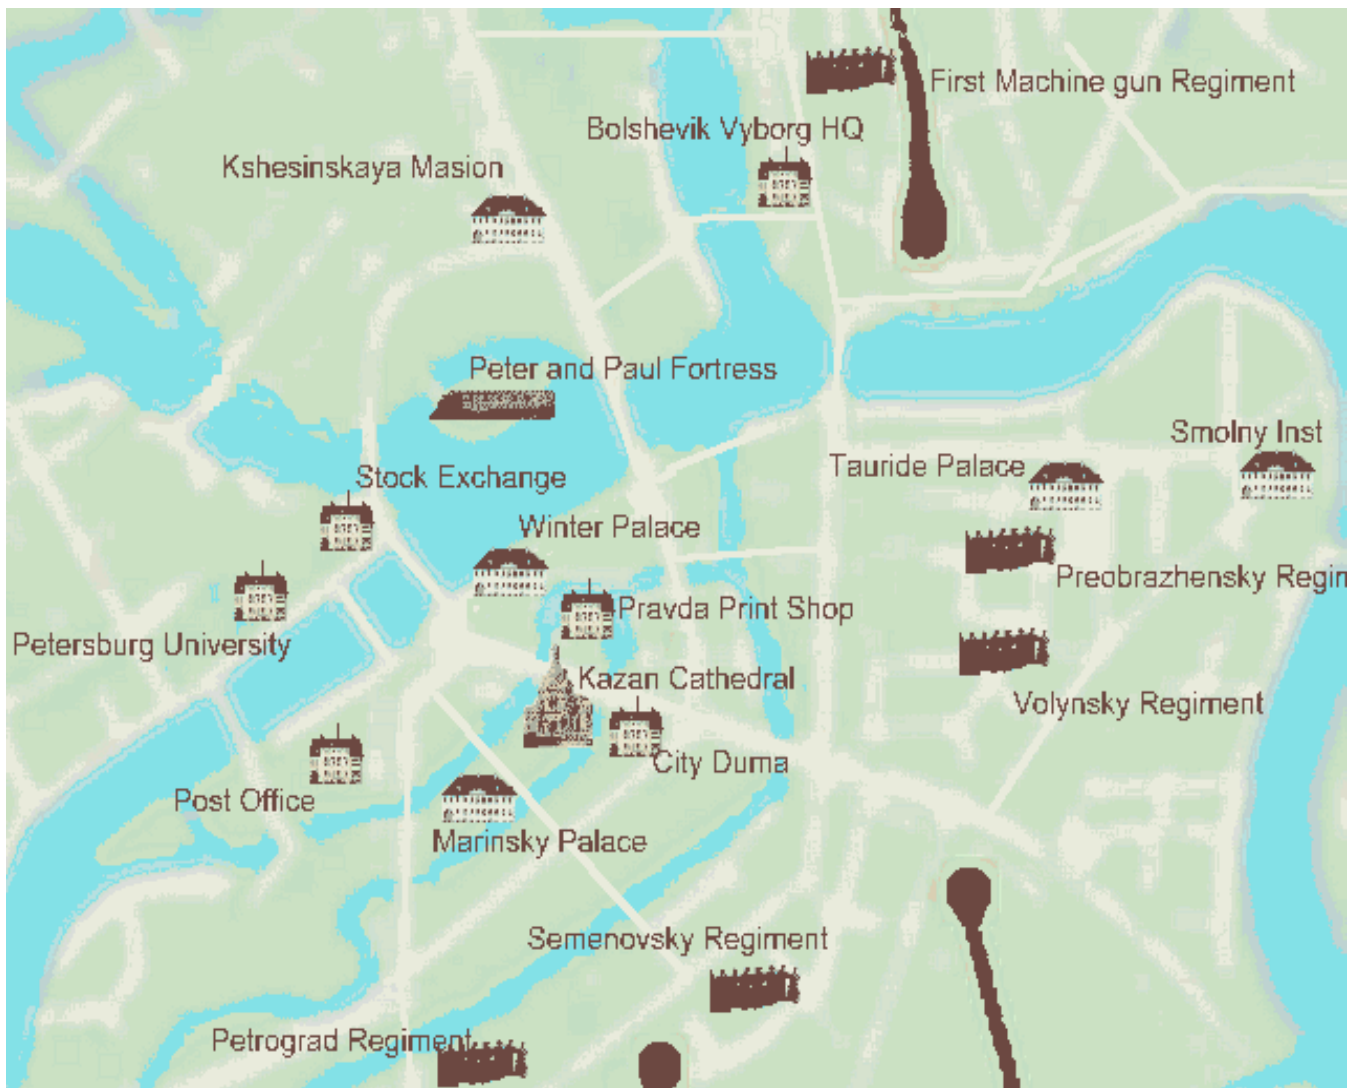 First Machine gun Regiment
Bolshevik Vyborg HQ
Kshesinskaya Masion
Peter and Paul Fortress
Smolny Inst
Tauride Palace
Stock Exchange
Winter Palace
Preobrazhensky Regin
Pravda Print Shop
Petersburg University
Kazan Cathedral
Volynsky Regiment
City Duma
Post Office
Marinsky Palace
Semenovsky Regiment
Petrograd Regiment